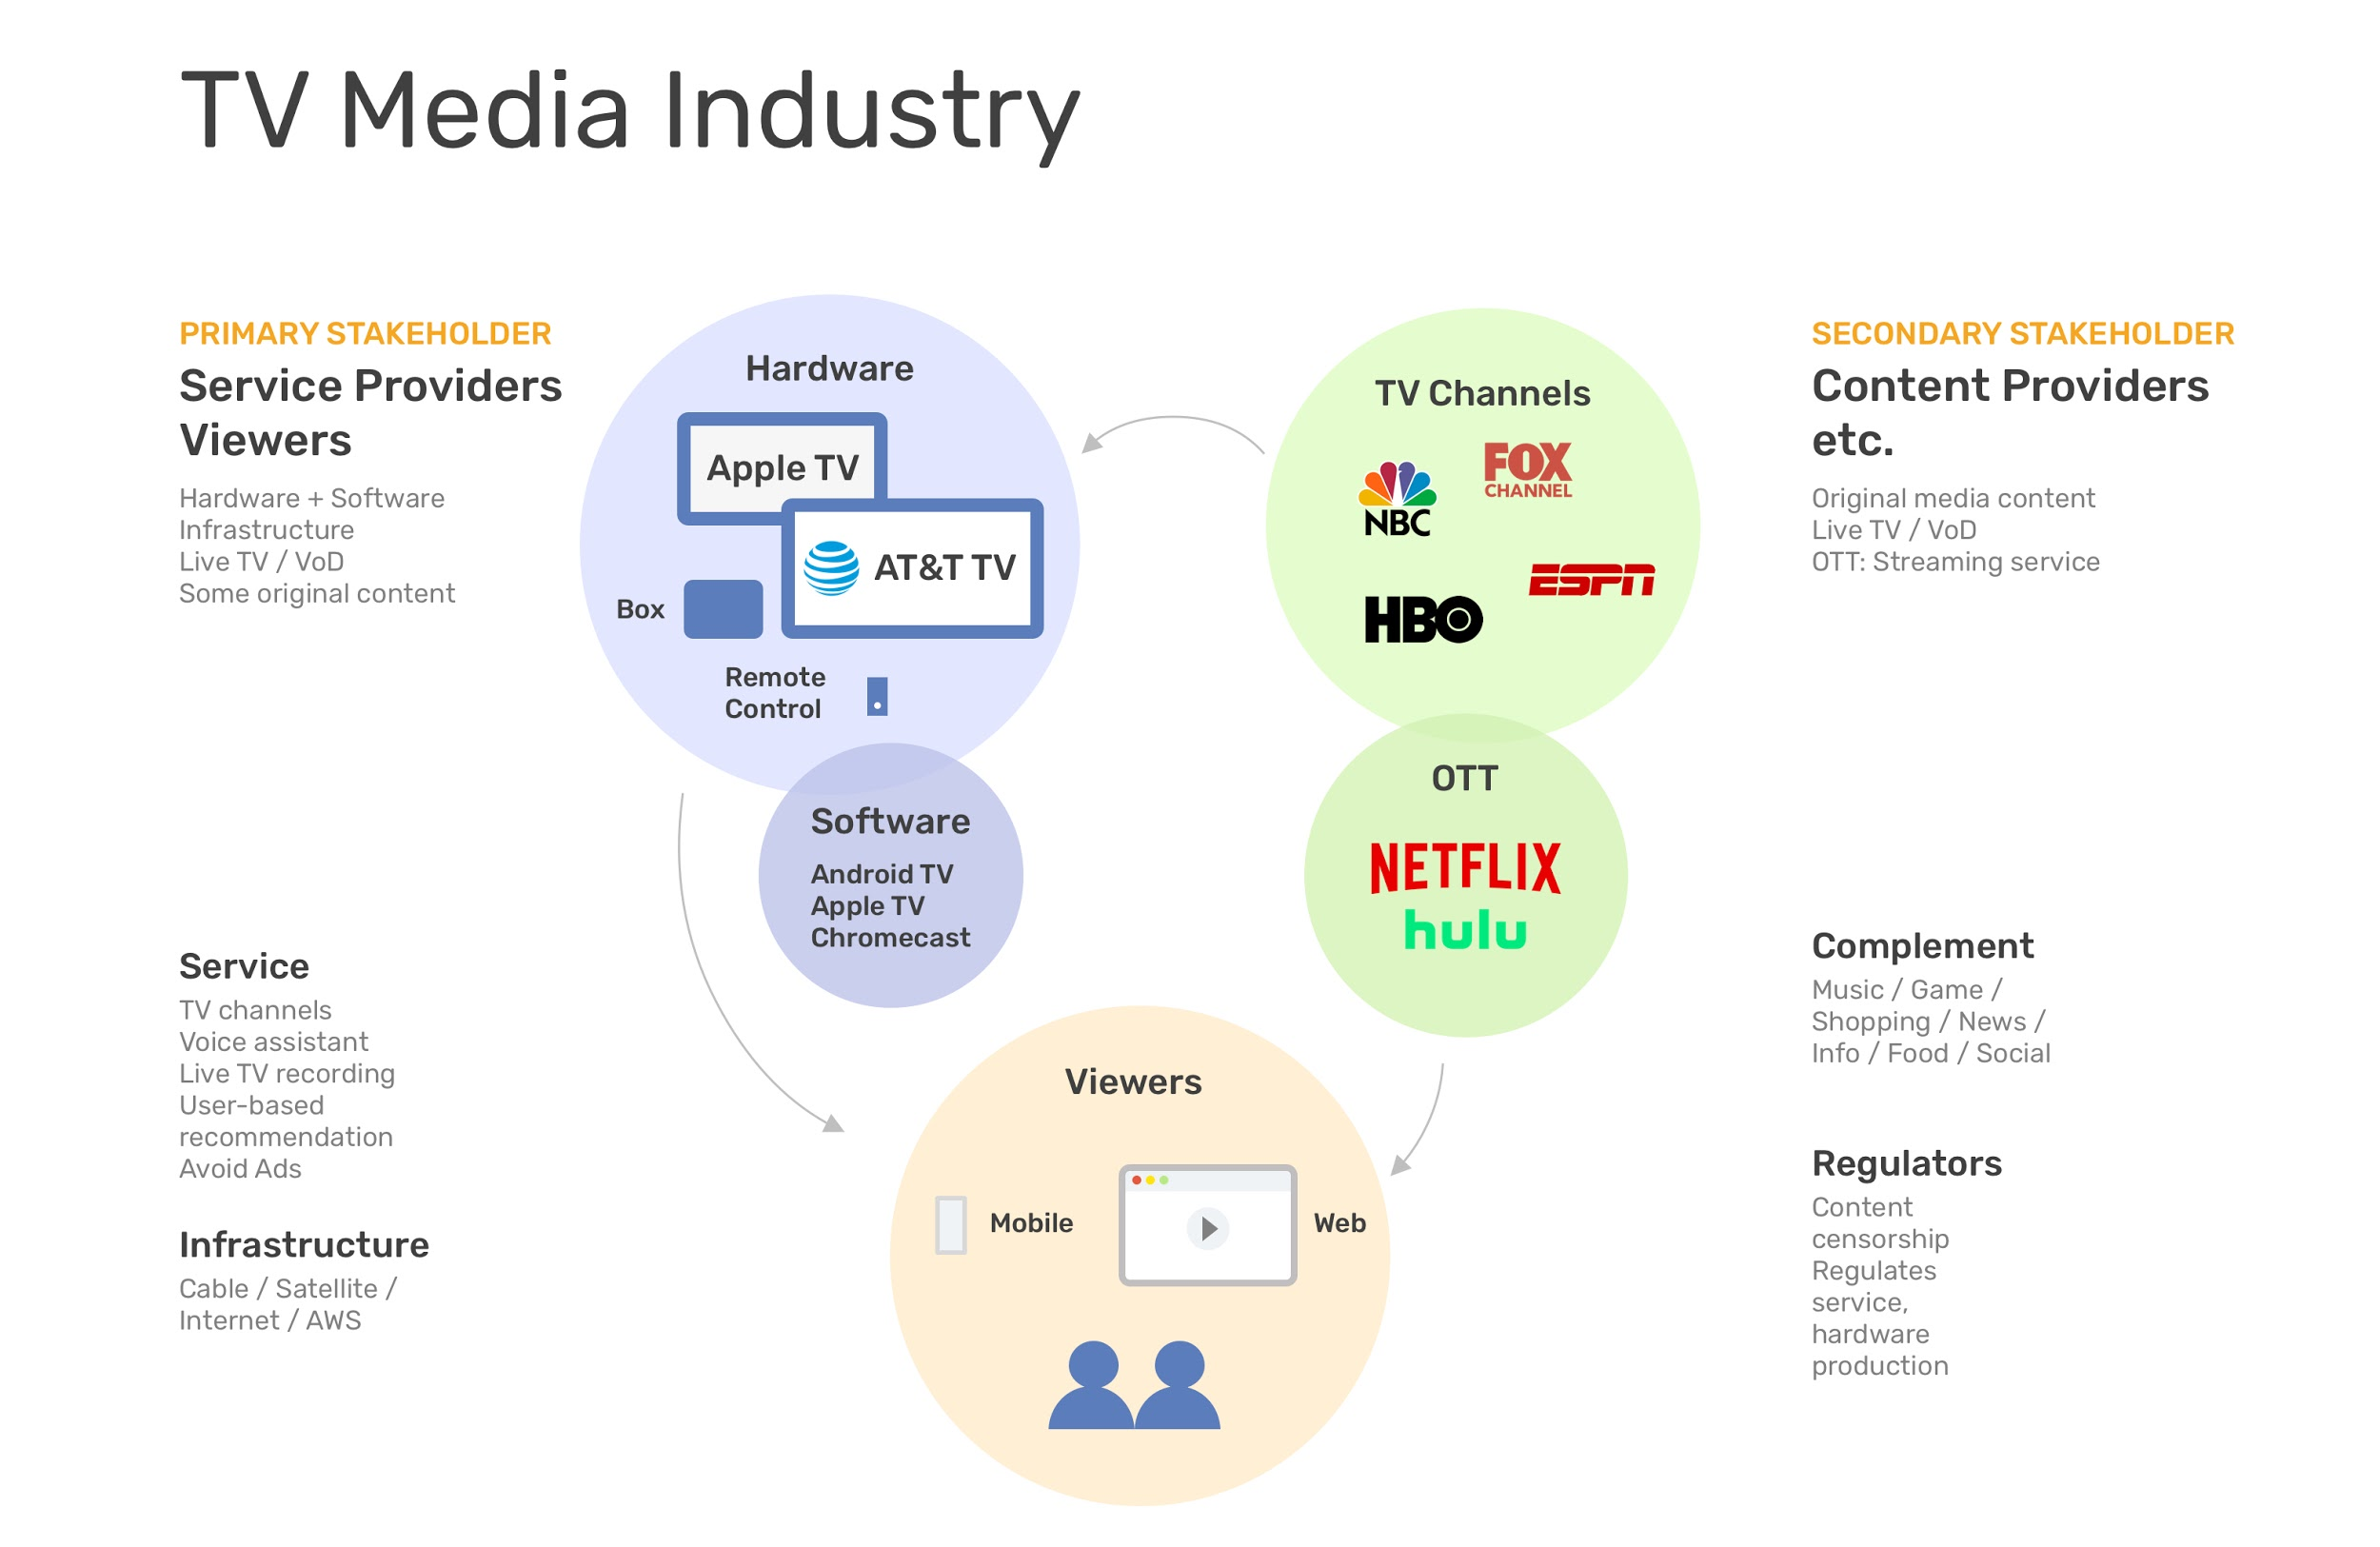 TV Media Industry
PRIMARY STAKEHOLDER
Service Providers
Viewers
Hardware + Software
Infrastructure
Live TV / VoD
Some original content
Service
TV channels
Voice assistant
Live TV recording
User-based
recommendation
Avoid Ads
Infrastructure
Cable / Satellite /
Internet / AWS
Hardware
Apple TV
AT&T TV
Box
Remote
Control
Software
Android TV
Apple TV
Chromecast
TV Channels
FOX
CHANNEL
NBC
ESPN
HBO
OTT
NETFLIX
hulu
Viewers
Mobile
Web
SECONDARY STAKEHOLDER
Content Providers
etc.
Original media content
Live TV / VoD
OTT: Streaming service
Complement
Music / Game /
Shopping / News /
Info / Food / Social
Regulators
Content
censorship
Regulates
service,
hardware
production